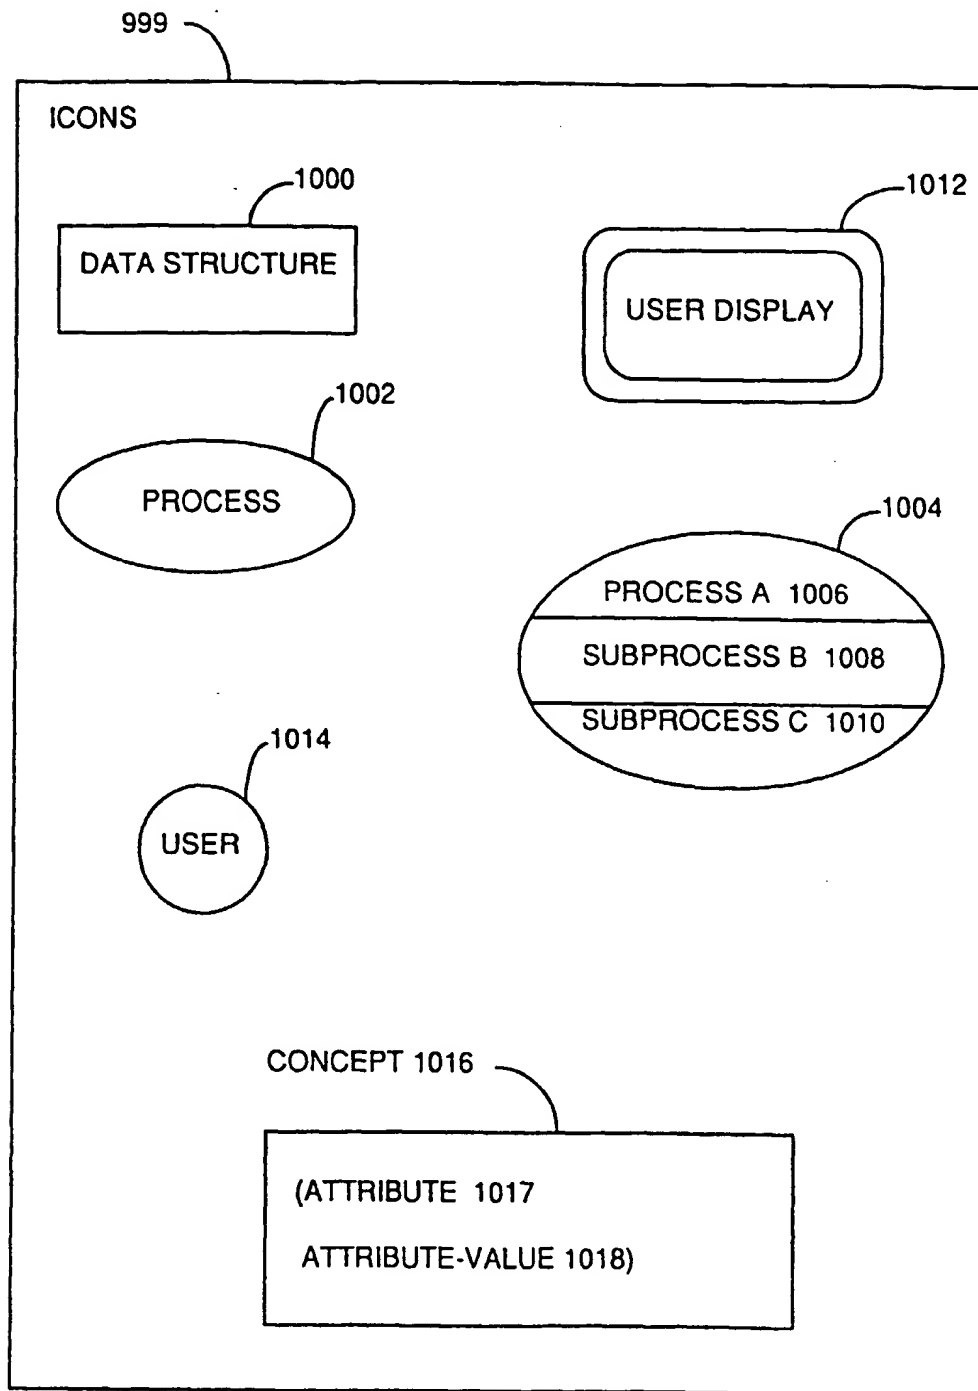 999
ICONS
1000
DATA STRUCTURE
1012
USER DISPLAY
1002
PROCESS
1004
PROCESS A 1006
SUBPROCESS B 1008
SUBPROCESS C 1010
1014
USER
CONCEPT 1016
(ATTRIBUTE 1017
ATTRIBUTE-VALUE 1018)